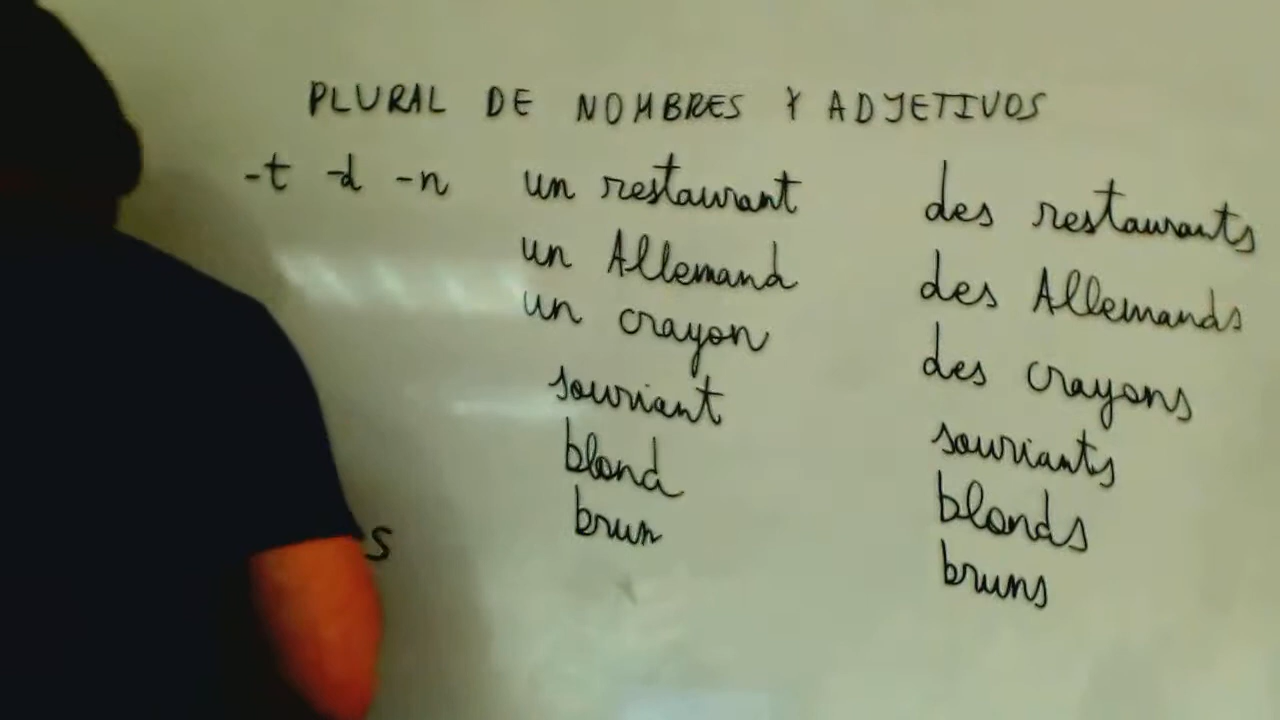 PLURAL DE NOMBRES Y ADJETIVOS
-t -d -n un restaurant des restaurants
un Allemand des Allemands
un crayon des crayons
souriant souriants
blond blonds
brun bruns
s